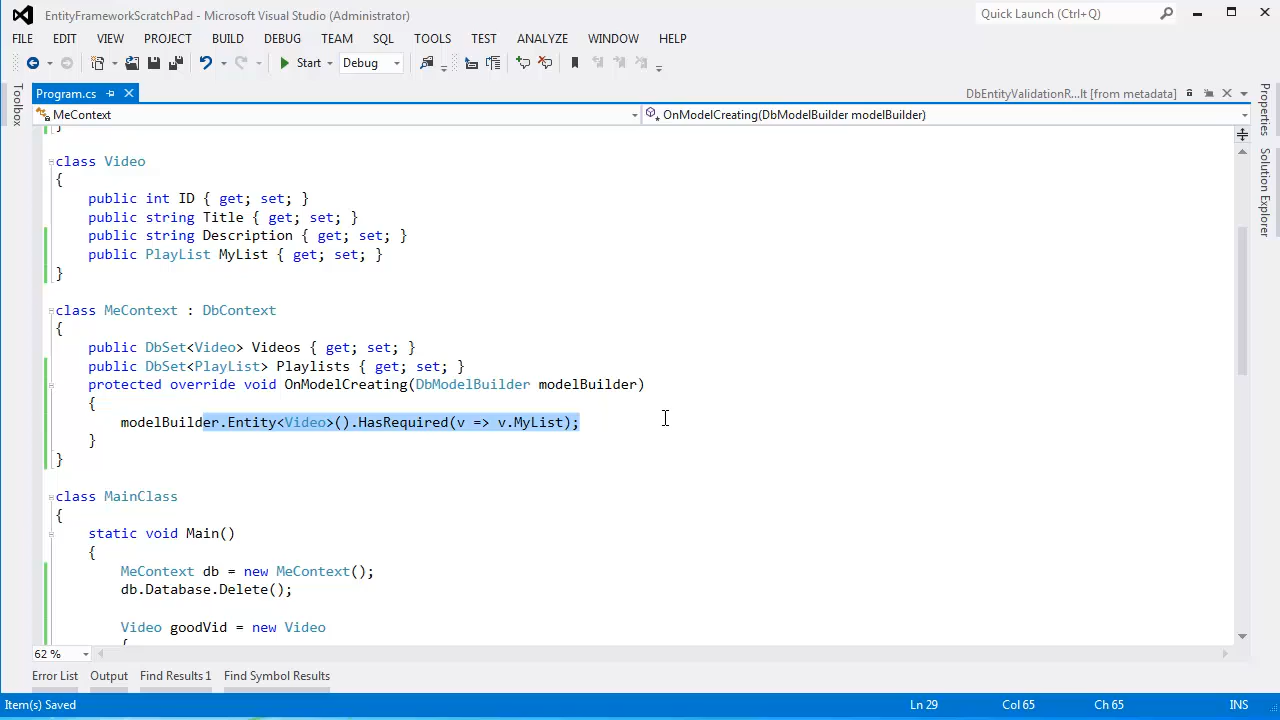 EntityFrameworkScratchPad - Microsoft Visual Studio (Administrator)
Quick Launch (Ctrl+Q)
FILE EDIT VIEW PROJECT BUILD DEBUG TEAM SQL TOOLS TEST ANALYZE WINDOW HELP
Start Debug
Toolbox
Program.cs
DbEntityValidationR...lt [from metadata]
MeContext
OnModelCreating(DbModelBuilder modelBuilder)
Properties
Solution Explorer
}
class Video
{
public int ID { get; set; }
public string Title { get; set; }
public string Description { get; set; }
public PlayList MyList { get; set; }
}
class MeContext : DbContext
{
public DbSet<Video> Videos { get; set; }
public DbSet<PlayList> Playlists { get; set; }
protected override void OnModelCreating(DbModelBuilder modelBuilder)
{
modelBuilder.Entity<Video>().HasRequired(v => v.MyList);
}
}
class MainClass
{
static void Main()
{
MeContext db = new MeContext();
db.Database.Delete();
Video goodVid = new Video
{
62 %
Error List Output Find Results 1 Find Symbol Results
Item(s) Saved Ln 29 Col 65 Ch 65 INS